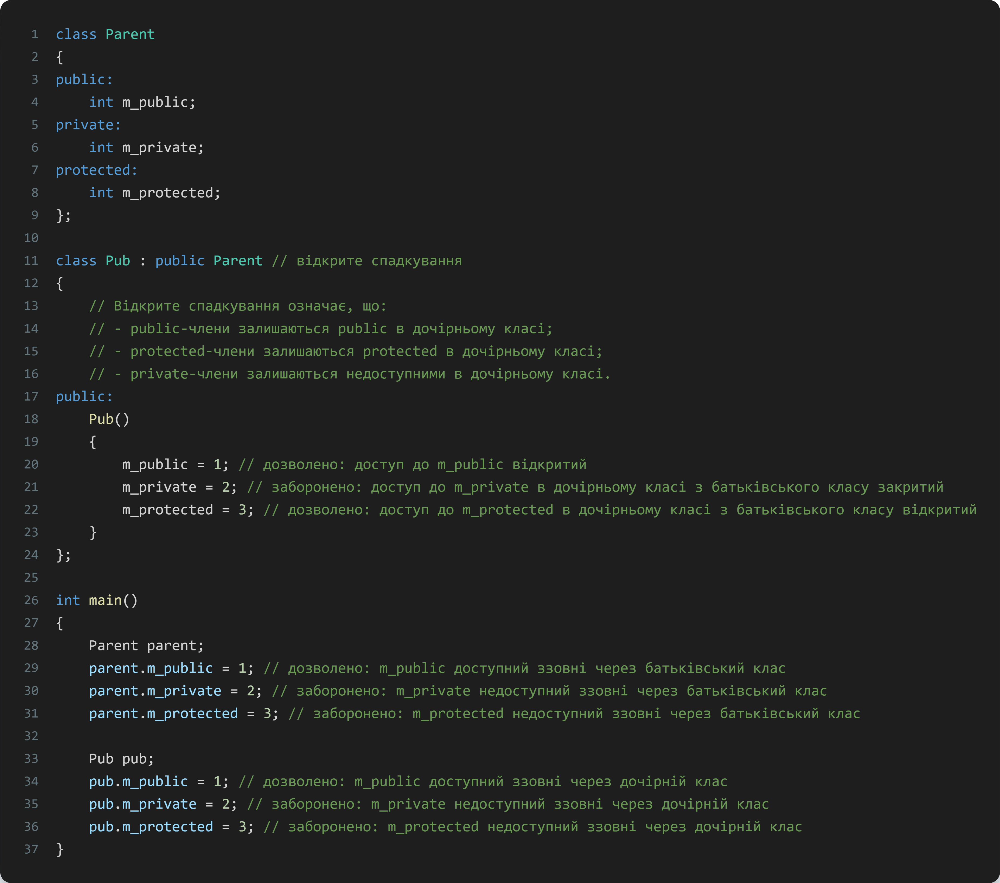 1 class Parent
2 {
3 public:
4     int m_public;
5 private:
6     int m_private;
7 protected:
8     int m_protected;
9 };
10
11 class Pub : public Parent // відкрите спадкування
12 {
13     // Відкрите спадкування означає, що:
14     // - public-члени залишаються public в дочірньому класі;
15     // - protected-члени залишаються protected в дочірньому класі;
16     // - private-члени залишаються недоступними в дочірньому класі.
17 public:
18     Pub()
19     {
20         m_public = 1; // дозволено: доступ до m_public відкритий
21         m_private = 2; // заборонено: доступ до m_private в дочірньому класі з батьківського класу закритий
22         m_protected = 3; // дозволено: доступ до m_protected в дочірньому класі з батьківського класу відкритий
23     }
24 };
25
26 int main()
27 {
28     Parent parent;
29     parent.m_public = 1; // дозволено: m_public доступний ззовні через батьківський клас
30     parent.m_private = 2; // заборонено: m_private недоступний ззовні через батьківський клас
31     parent.m_protected = 3; // заборонено: m_protected недоступний ззовні через батьківський клас
32
33     Pub pub;
34     pub.m_public = 1; // дозволено: m_public доступний ззовні через дочірній клас
35     pub.m_private = 2; // заборонено: m_private недоступний ззовні через дочірній клас
36     pub.m_protected = 3; // заборонено: m_protected недоступний ззовні через дочірній клас
37 }